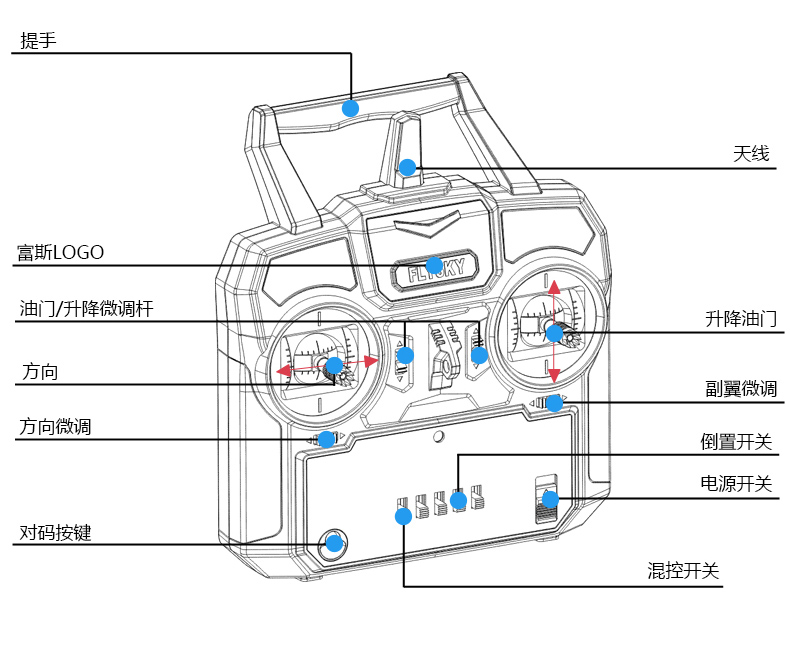 提手
天线
富斯LOGO
FLYSKY
油门/升降微调杆
升降油门
方向
副翼微调
方向微调
倒置开关
电源开关
对码按键
混控开关